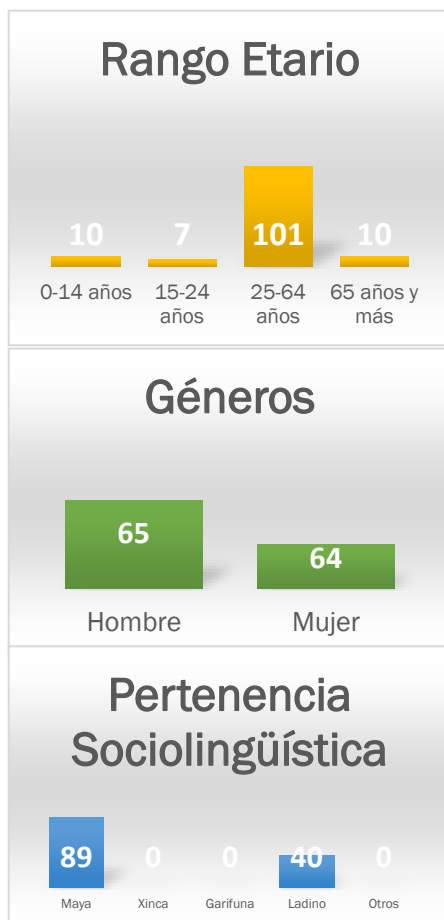 Rango Etario
10 7 101 10
0-14 años 15-24 años 25-64 años 65 años y más
Géneros
65 64
Hombre Mujer
Pertenencia
Sociolingüística
89 0 0 40 0
Maya Xinca Garifuna Ladino Otros